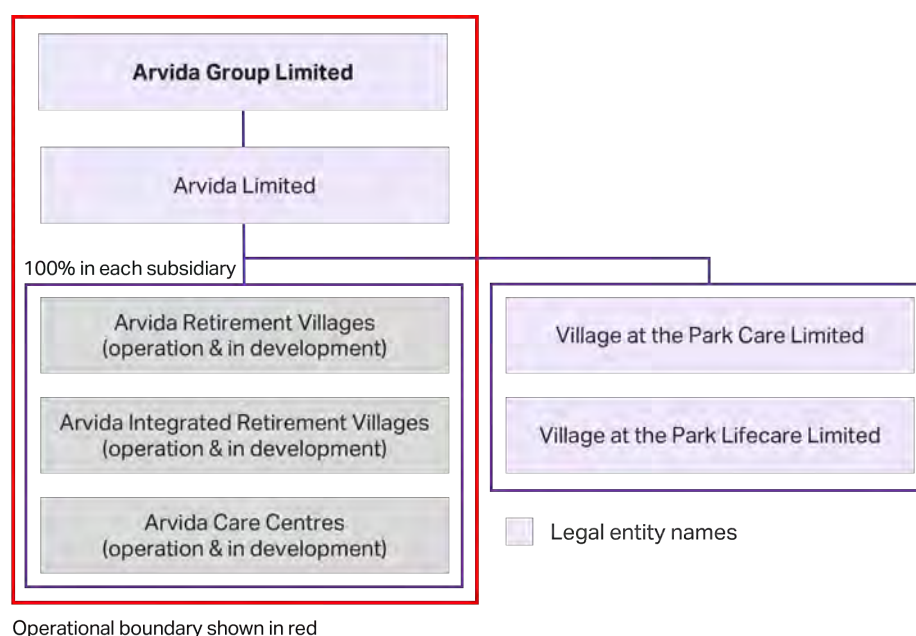 Arvida Group Limited
Arvida Limited
100% in each subsidiary
Arvida Retirement Villages
(operation & in development)
Arvida Integrated Retirement Villages
(operation & in development)
Arvida Care Centres
(operation & in development)
Village at the Park Care Limited
Village at the Park Lifecare Limited
Legal entity names
Operational boundary shown in red